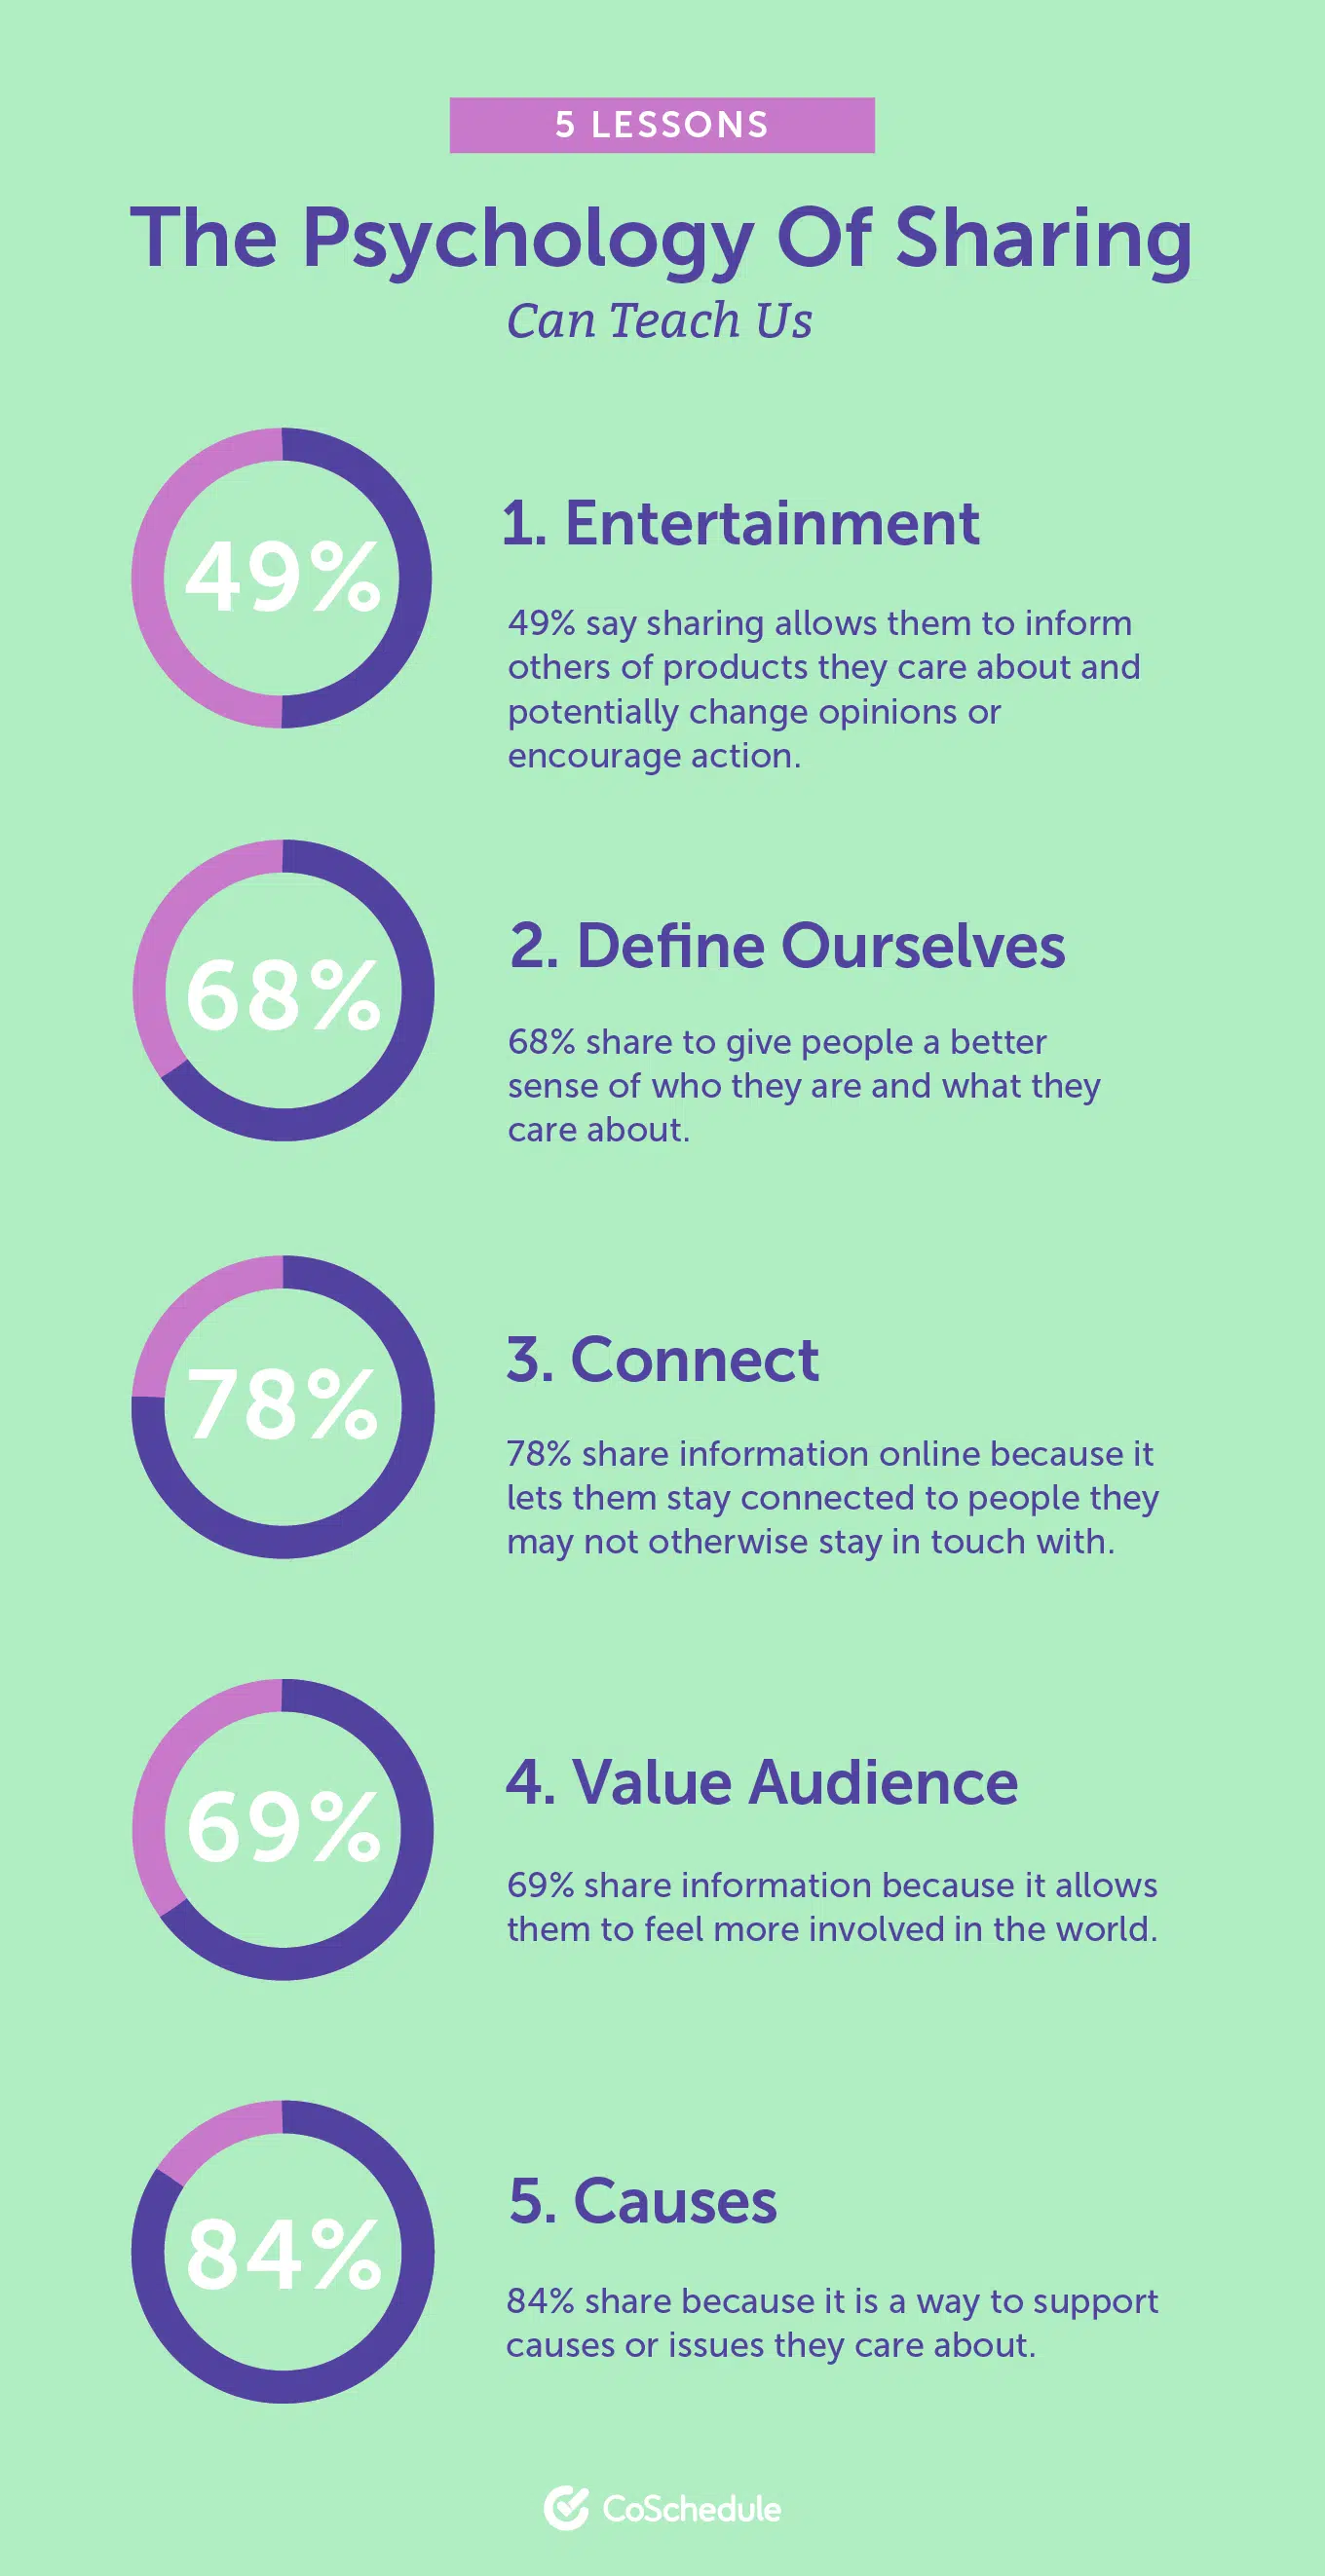 5 LESSONS
The Psychology Of Sharing
Can Teach Us
49%
1. Entertainment
49% say sharing allows them to inform
others of products they care about and
potentially change opinions or
encourage action.
68%
2. Define Ourselves
68% share to give people a better
sense of who they are and what they
care about.
78%
3. Connect
78% share information online because it
lets them stay connected to people they
may not otherwise stay in touch with.
69%
4. Value Audience
69% share information because it allows
them to feel more involved in the world.
84%
5. Causes
84% share because it is a way to support
causes or issues they care about.
CoSchedule